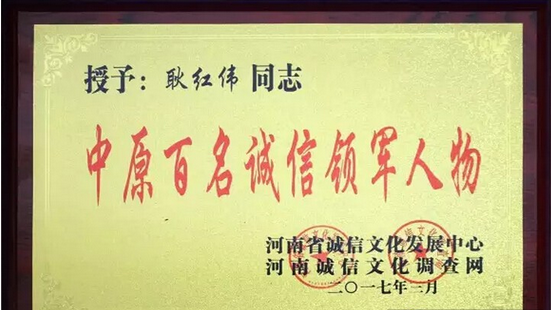 授予：耿红伟同志
中原百名诚信领军人物
河南省诚信文化发展中心
河南诚信文化调查网
二〇一七年三月